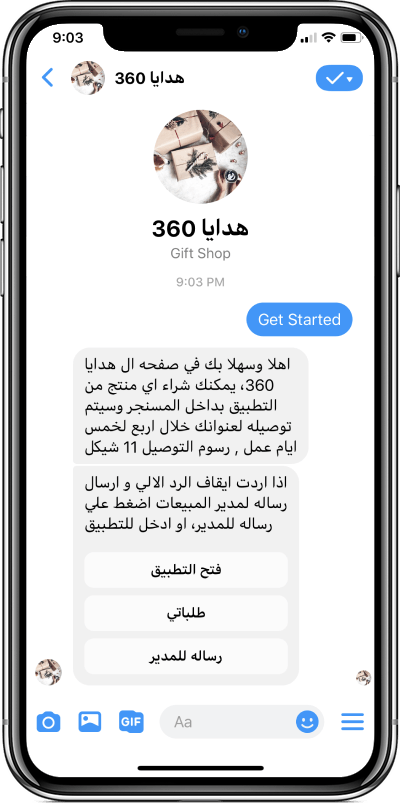 9:03
هدايا 360
هدايا 360
Gift Shop
9:03 PM
Get Started
اهلا وسهلا بك في صفحه ال هدايا
360، يمكنك شراء اي منتج من
التطبيق بداخل المسنجر وسيتم
توصيله لعنوانك خلال اربع لخمس
ايام عمل , رسوم التوصيل 11 شيكل
اذا اردت ايقاف الرد الالي و ارسال
رساله لمدير المبيعات اضغط علي
رساله للمدير، او ادخل للتطبيق
فتح التطبيق
طلباتي
رساله للمدير
GIF
Aa